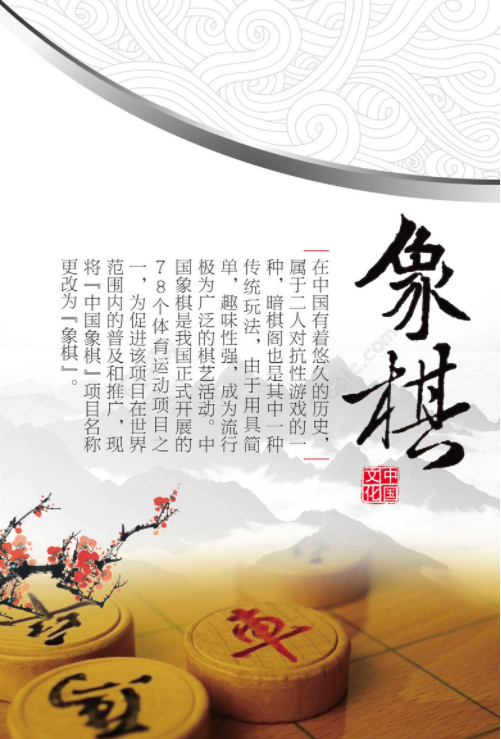 象棋
中国
文化
在中国有着悠久的历史，
属于二人对抗性游戏的一
种，暗棋阁也是其中一种
传统玩法，由于用具简
单，趣味性强，成为流行
极为广泛的棋艺活动。中
国象棋是我国正式开展的
78个体育运动项目之
一，为促进该项目在世界
范围内的普及和推广，现
将『中国象棋』项目名称
更改为『象棋』。
車